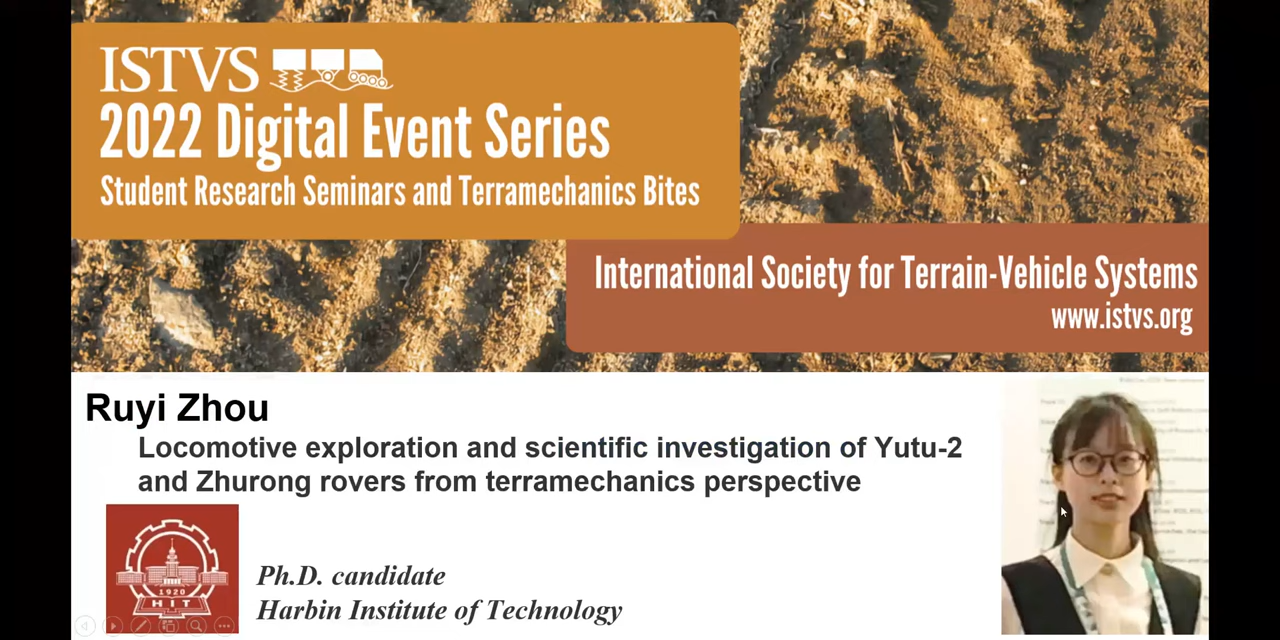 ISTVS
2022 Digital Event Series
Student Research Seminars and Terramechanics Bites
International Society for Terrain-Vehicle Systems
www.istvs.org
Ruyi Zhou
Locomotive exploration and scientific investigation of Yutu-2
and Zhurong rovers from terramechanics perspective
1920
HIT
Ph.D. candidate
Harbin Institute of Technology